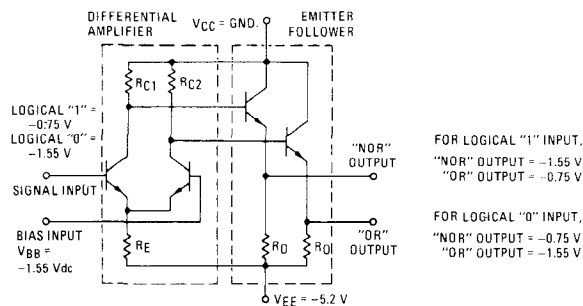 DIFFERENTIAL
AMPLIFIER
VCC = GND.
EMITTER
FOLLOWER
RC1
RC2
LOGICAL "1" =
-0.75 V
LOGICAL "0" =
-1.55 V
SIGNAL INPUT
BIAS INPUT
VBB =
-1.55 Vdc
RE
RO
RO
"NOR"
OUTPUT
"OR"
OUTPUT
VEE = -5.2 V
FOR LOGICAL "1" INPUT,
"NOR" OUTPUT = -1.55 V
"OR" OUTPUT = -0.75 V
FOR LOGICAL "0" INPUT,
"NOR" OUTPUT = -0.75 V
"OR" OUTPUT = -1.55 V